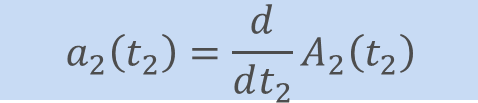 a₂(t₂) = d/dt₂ A₂(t₂)